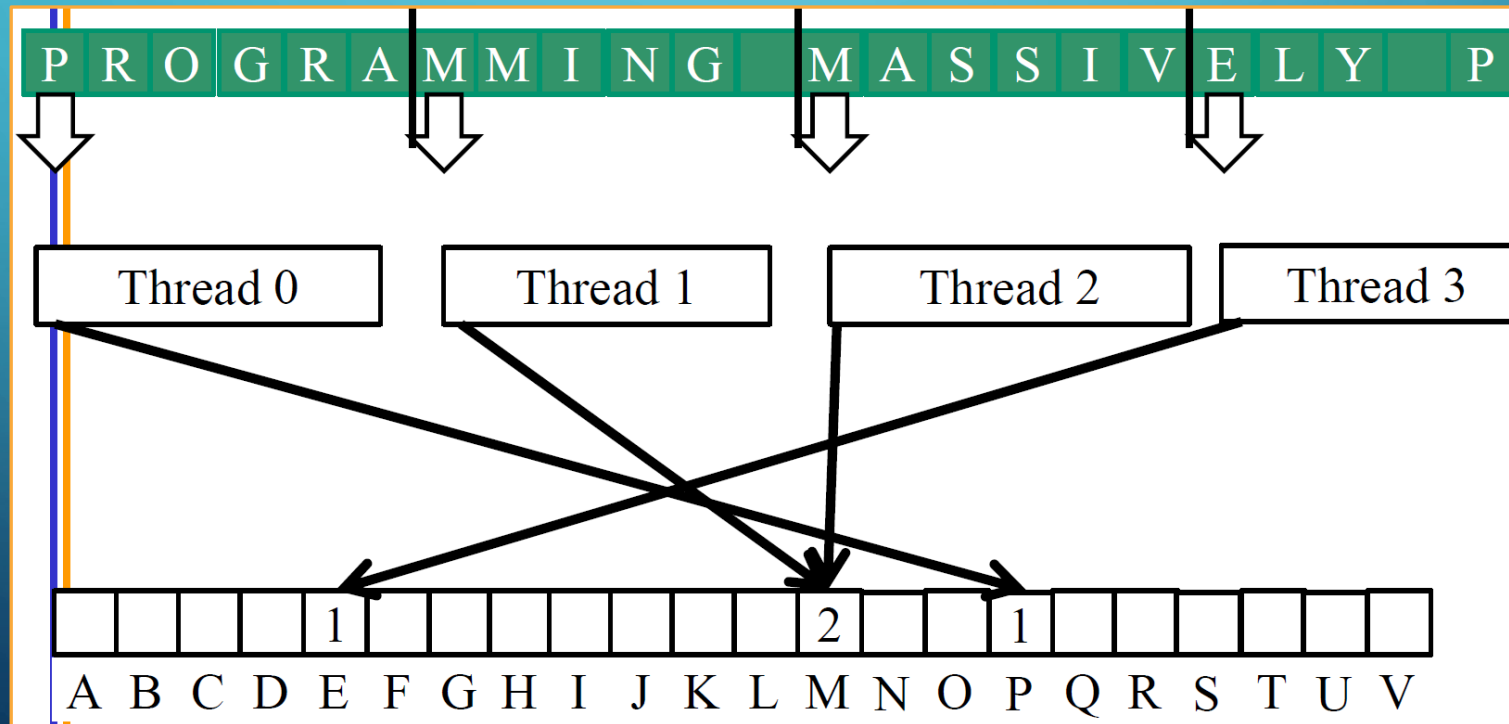 P R O G R A M M I N G M A S S I V E L Y P
Thread 0 Thread 1 Thread 2 Thread 3
1 2 1
A B C D E F G H I J K L M N O P Q R S T U V